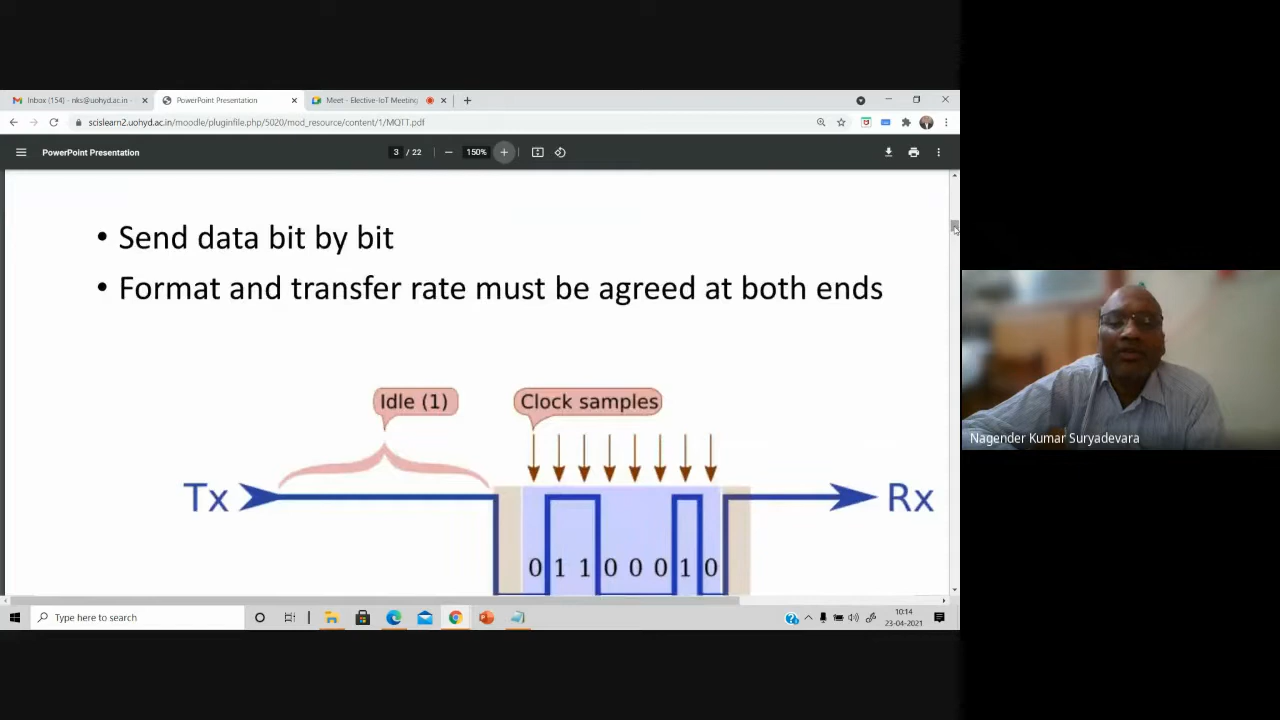 Inbox (154) - nks@uohyd.ac.in -
PowerPoint Presentation
Meet - Elective-IoT Meeting
scislearn2.uohyd.ac.in/moodle/pluginfile.php/5020/mod_resource/content/1/MQTT.pdf
PowerPoint Presentation
3 / 22
150%
• Send data bit by bit
• Format and transfer rate must be agreed at both ends
Idle (1)
Clock samples
Tx
Rx
0 1 1 0 0 0 1 0
Nagender Kumar Suryadevara
Type here to search
10:14
23-04-2021